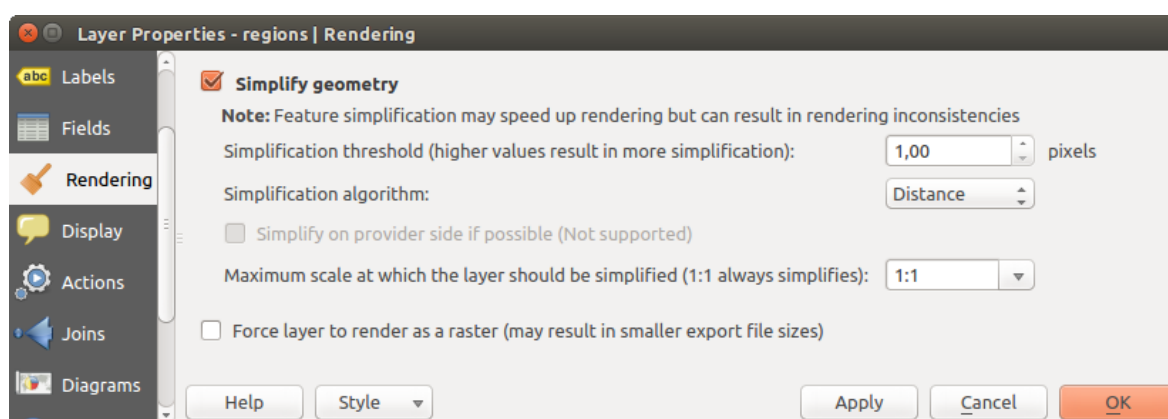 Layer Properties - regions | Rendering
abc Labels
Fields
Rendering
Display
Actions
Joins
Diagrams
Simplify geometry
Note: Feature simplification may speed up rendering but can result in rendering inconsistencies
Simplification threshold (higher values result in more simplification): 1,00 pixels
Simplification algorithm: Distance
Simplify on provider side if possible (Not supported)
Maximum scale at which the layer should be simplified (1:1 always simplifies): 1:1
Force layer to render as a raster (may result in smaller export file sizes)
Help Style Apply Cancel OK